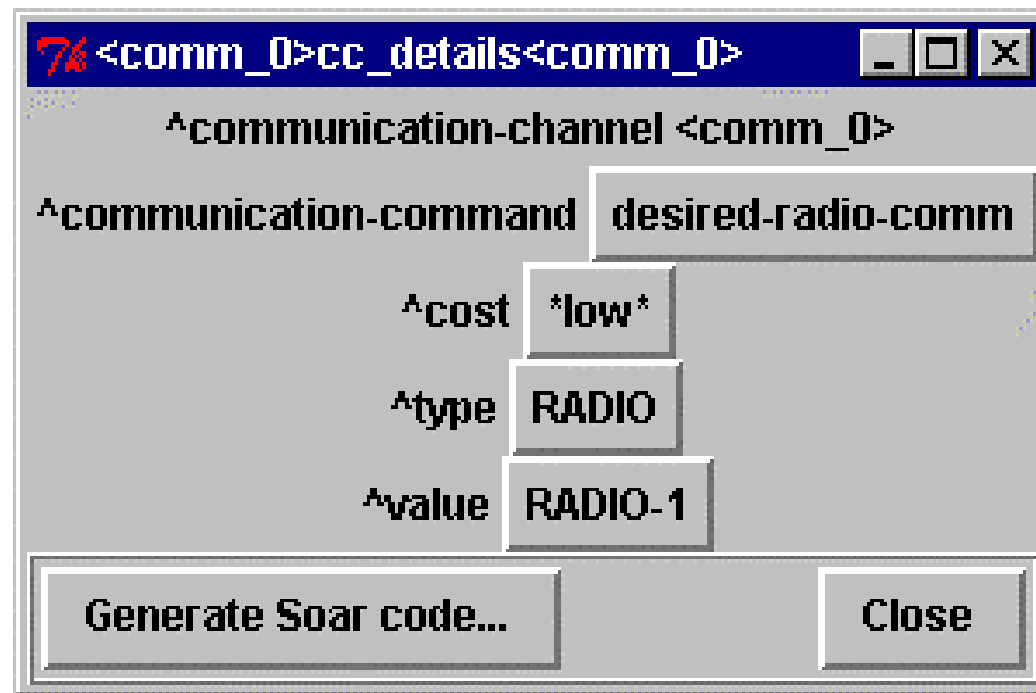 <comm_0>cc_details<comm_0>
^communication-channel <comm_0>
^communication-command desired-radio-comm
^cost *low*
^type RADIO
^value RADIO-1
Generate Soar code... Close